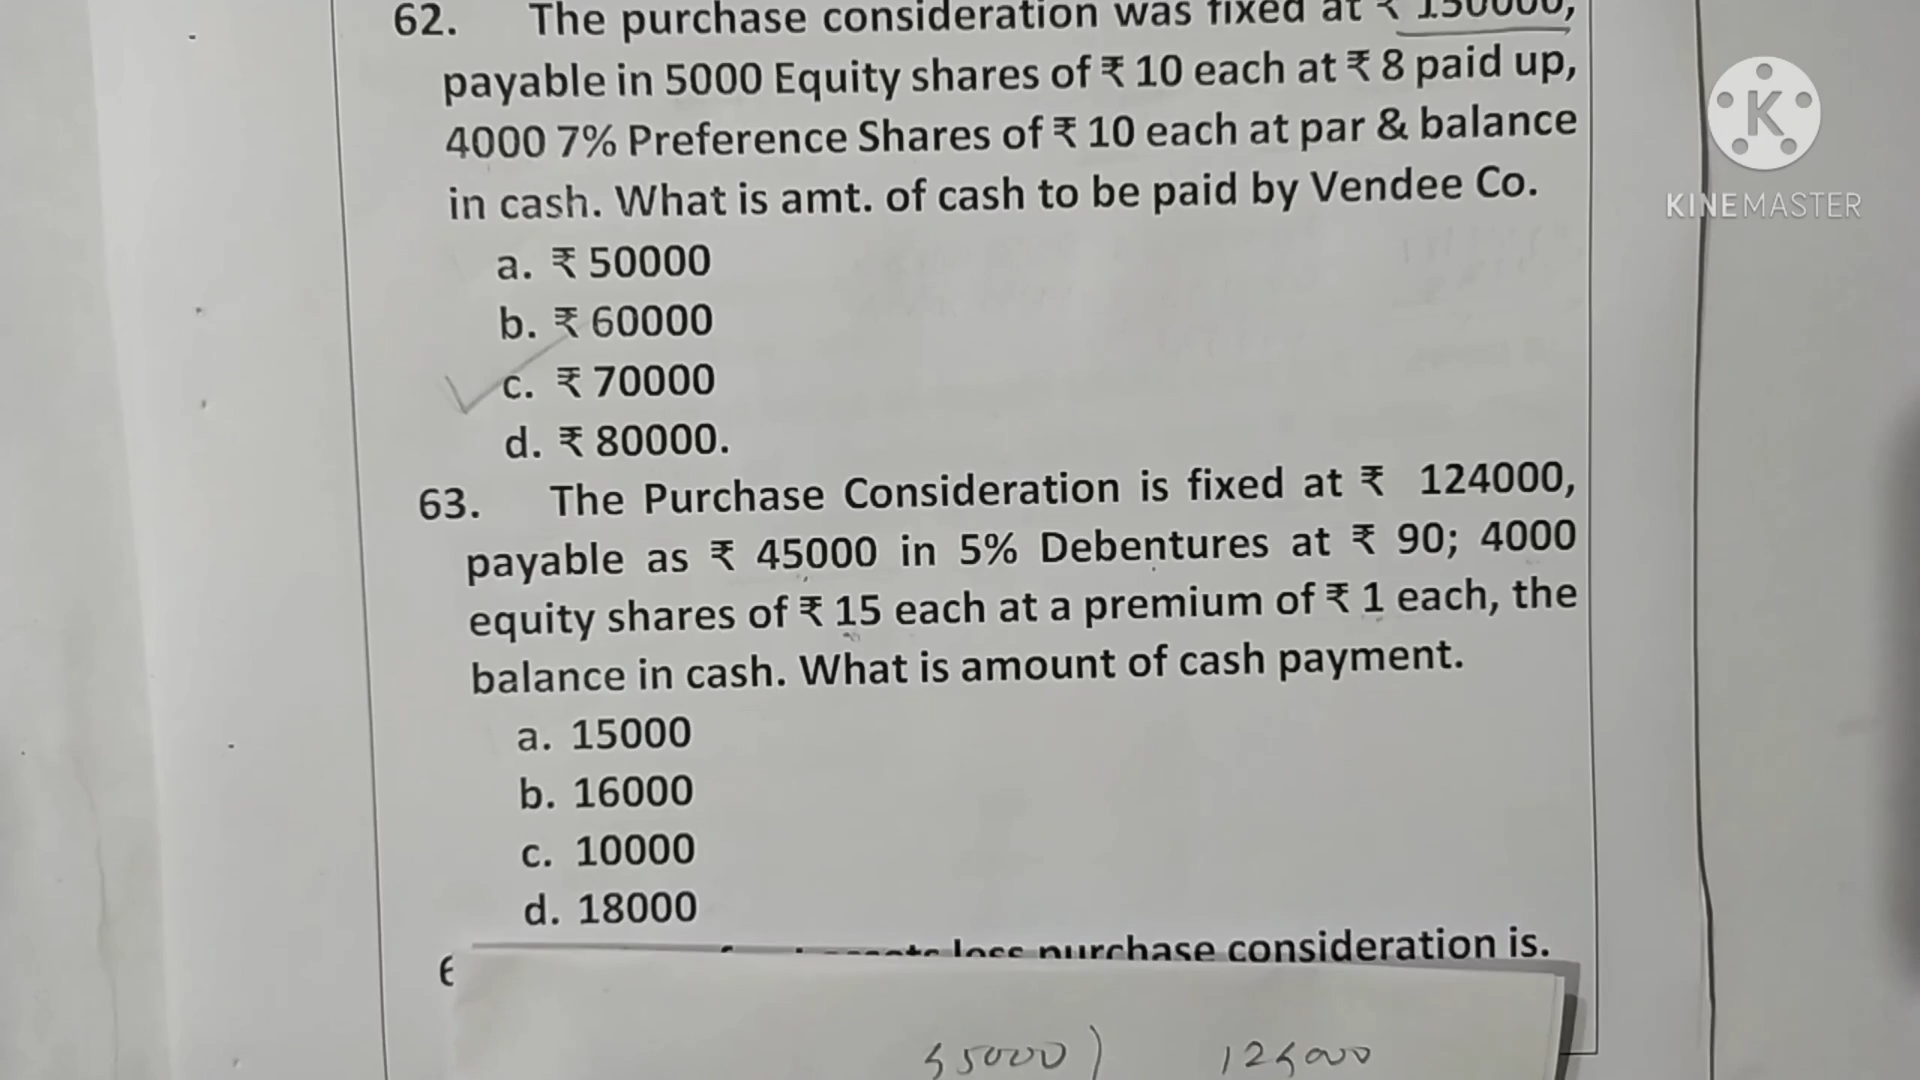 62. The purchase consideration was fixed at ₹ 150000,
payable in 5000 Equity shares of ₹ 10 each at ₹ 8 paid up,
4000 7% Preference Shares of ₹ 10 each at par & balance
in cash. What is amt. of cash to be paid by Vendee Co.
a. ₹ 50000
b. ₹ 60000
c. ₹ 70000
d. ₹ 80000.
63. The Purchase Consideration is fixed at ₹ 124000,
payable as ₹ 45000 in 5% Debentures at ₹ 90; 4000
equity shares of ₹ 15 each at a premium of ₹ 1 each, the
balance in cash. What is amount of cash payment.
a. 15000
b. 16000
c. 10000
d. 18000
loss purchase consideration is.
45000) 124000
K
KINEMASTER